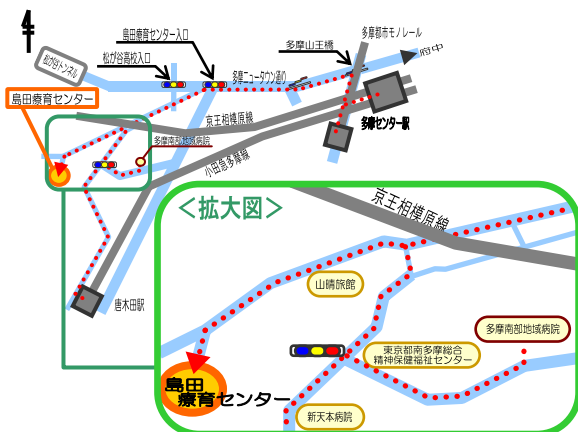 多摩都市モノレール
島田療育センター入口
多摩山王橋
府中
松が谷高校入口
松が谷トンネル
多摩ニュータウン通り
島田療育センター
京王相模原線
多摩センター駅
多摩南部地域病院
小田急多摩線
唐木田駅
<拡大図>
京王相模原線
山晴旅館
多摩南部地域病院
東京都南多摩総合
精神保健福祉センター
島田
療育センター
新天本病院